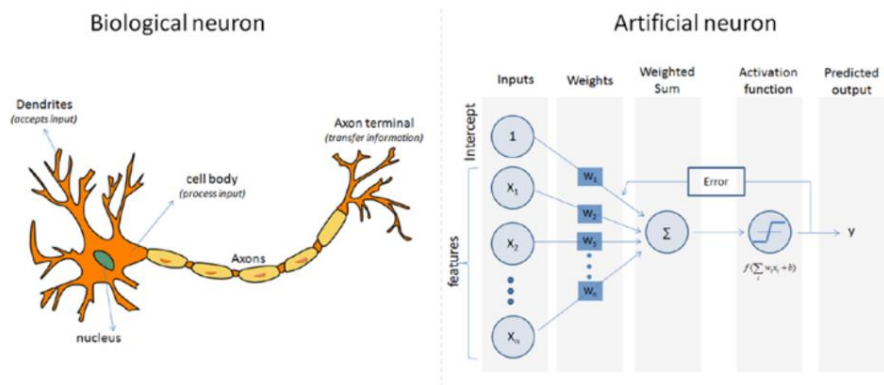 Biological neuron
Dendrites
(accepts input)
Axon terminal
(transfer information)
cell body
(process input)
Axons
nucleus
Artificial neuron
Inputs
Weights
Weighted
Sum
Activation
function
Predicted
output
Intercept
features
1
X₁
X₂
Xₙ
W₁
W₂
W₃
Wₙ
Σ
Error
y
f(∑ᵢ wᵢxᵢ + b)